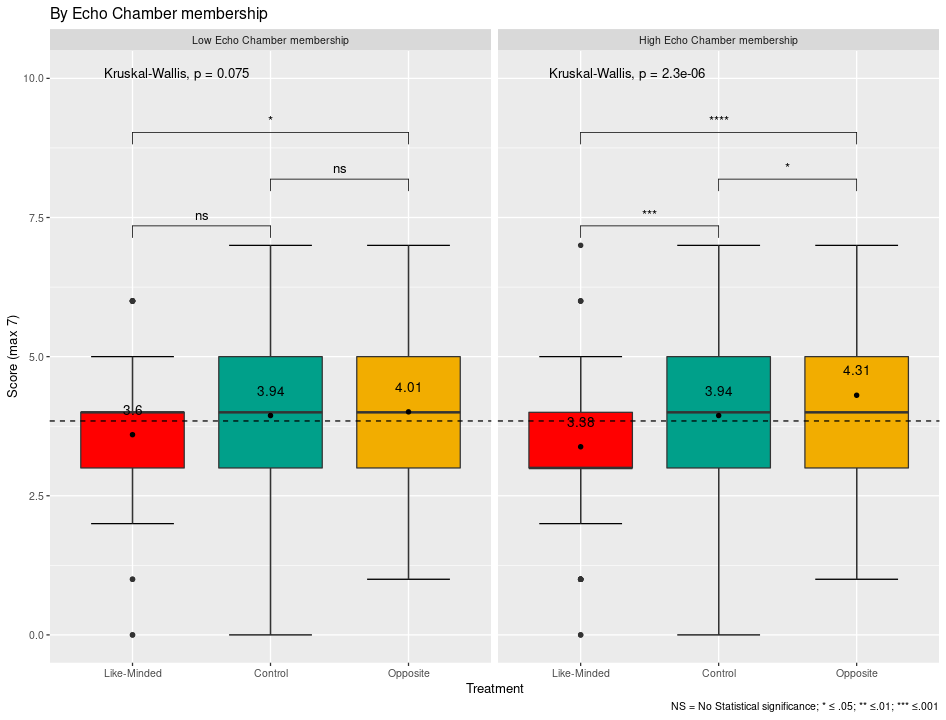 By Echo Chamber membership
Low Echo Chamber membership
High Echo Chamber membership
Kruskal-Wallis, p = 0.075
Kruskal-Wallis, p = 2.3e-06
10.0
*
****
ns
*
ns
***
7.5
5.0
2.5
0.0
Score (max 7)
3.6
3.94
4.01
3.38
3.94
4.31
Like-Minded
Control
Opposite
Like-Minded
Control
Opposite
Treatment
NS = No Statistical significance; * ≤ .05; ** ≤.01; *** ≤.001